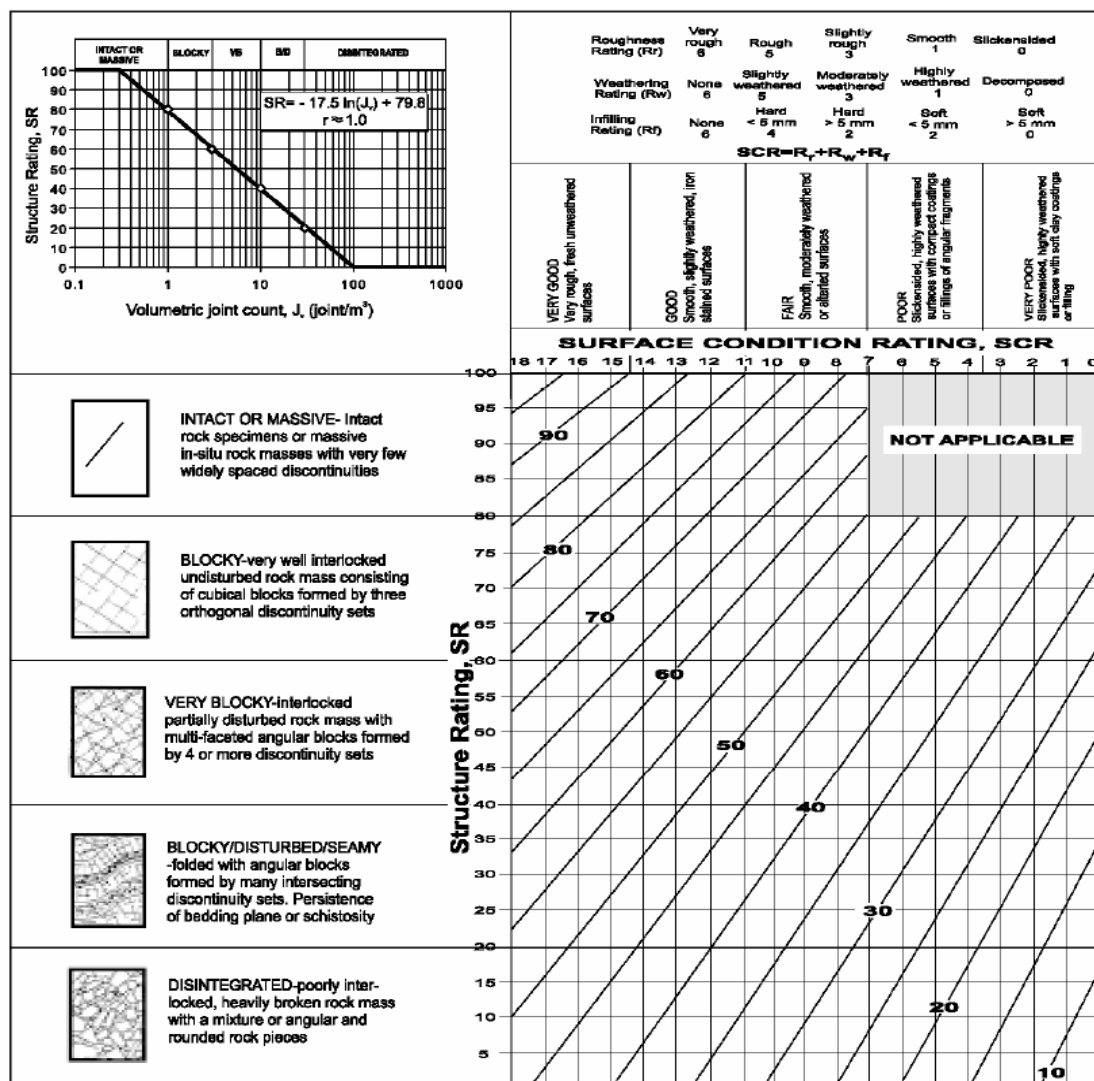 INTACT OR MASSIVE BLOCKY VB B/D DISINTEGRATED
Structure Rating, SR
100
90
80
70
60
50
40
30
20
10
0
SR= - 17.5 ln(Jv) + 79.8
r ≈ 1.0
0.1 1 10 100 1000
Volumetric joint count, Jv (joint/m³)
Roughness Rating (Rr) Very rough 6 Rough 5 Slightly rough 3 Smooth 1 Slickensided 0
Weathering Rating (Rw) None 6 Slightly weathered 5 Moderately weathered 3 Highly weathered 1 Decomposed 0
Infilling Rating (Rf) None 6 Hard < 5 mm 4 Hard > 5 mm 2 Soft < 5 mm 2 Soft > 5 mm 0
SCR=Rr+Rw+Rf
VERY GOOD
Very rough, fresh unweathered
surfaces
GOOD
Smooth, slightly weathered, iron
stained surfaces
FAIR
Smooth, moderately weathered
or alterted surfaces
POOR
Slickensided, highly weathered
surfaces with compact coatings
or fillings of angular fragments
VERY POOR
Slickensided, highly weathered
surfaces with soft clay coatings
or filling
SURFACE CONDITION RATING, SCR
18 17 16 15 14 13 12 11 10 9 8 7 6 5 4 3 2 1 0
INTACT OR MASSIVE- Intact
rock specimens or massive
in-situ rock masses with very few
widely spaced discontinuities
BLOCKY-very well interlocked
undisturbed rock mass consisting
of cubical blocks formed by three
orthogonal discontinuity sets
VERY BLOCKY-interlocked
partially disturbed rock mass with
multi-faceted angular blocks formed
by 4 or more discontinuity sets
BLOCKY/DISTURBED/SEAMY
-folded with angular blocks
formed by many intersecting
discontinuity sets. Persistence
of bedding plane or schistosity
DISINTEGRATED-poorly inter-
locked, heavily broken rock mass
with a mixture or angular and
rounded rock pieces
Structure Rating, SR
100
95
90
85
80
75
70
65
60
55
50
45
40
35
30
25
20
15
10
5
NOT APPLICABLE
90
80
70
60
50
40
30
20
10